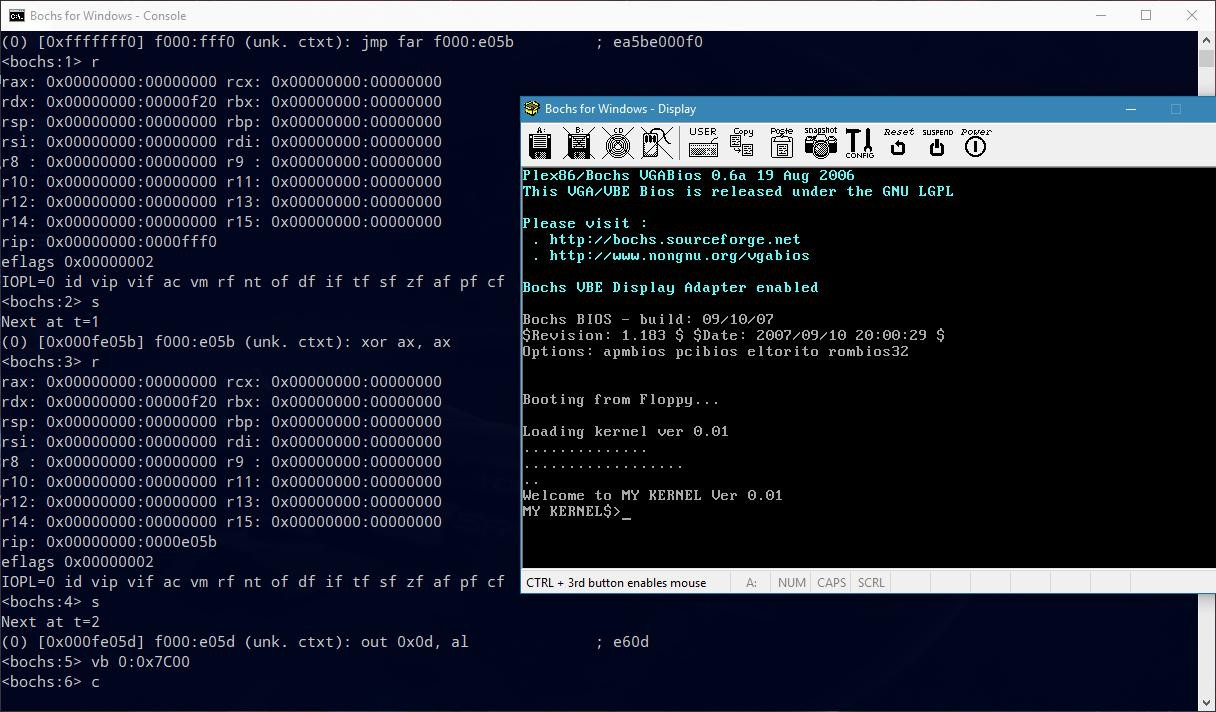 Bochs for Windows - Console
(0) [0xfffffff0] f000:fff0 (unk. ctxt): jmp far f000:e05b ; ea5be000f0
<bochs:1> r
rax: 0x00000000:00000000 rcx: 0x00000000:00000000
rdx: 0x00000000:00000f20 rbx: 0x00000000:00000000
rsp: 0x00000000:00000000 rbp: 0x00000000:00000000
rsi: 0x00000000:00000000 rdi: 0x00000000:00000000
r8 : 0x00000000:00000000 r9 : 0x00000000:00000000
r10: 0x00000000:00000000 r11: 0x00000000:00000000
r12: 0x00000000:00000000 r13: 0x00000000:00000000
r14: 0x00000000:00000000 r15: 0x00000000:00000000
rip: 0x00000000:0000fff0
eflags 0x00000002
IOPL=0 id vip vif ac vm rf nt of df if tf sf zf af pf cf
<bochs:2> s
Next at t=1
(0) [0x000fe05b] f000:e05b (unk. ctxt): xor ax, ax
<bochs:3> r
rax: 0x00000000:00000000 rcx: 0x00000000:00000000
rdx: 0x00000000:00000f20 rbx: 0x00000000:00000000
rsp: 0x00000000:00000000 rbp: 0x00000000:00000000
rsi: 0x00000000:00000000 rdi: 0x00000000:00000000
r8 : 0x00000000:00000000 r9 : 0x00000000:00000000
r10: 0x00000000:00000000 r11: 0x00000000:00000000
r12: 0x00000000:00000000 r13: 0x00000000:00000000
r14: 0x00000000:00000000 r15: 0x00000000:00000000
rip: 0x00000000:0000e05b
eflags 0x00000002
IOPL=0 id vip vif ac vm rf nt of df if tf sf zf af pf cf
<bochs:4> s
Next at t=2
(0) [0x000fe05d] f000:e05d (unk. ctxt): out 0x0d, al ; e60d
<bochs:5> vb 0:0x7C00
<bochs:6> c
Bochs for Windows - Display
A: B: CD USER Copy Paste snapshot CONFIG Reset SUSPEND Power
Plex86/Bochs VGABios 0.6a 19 Aug 2006
This VGA/VBE Bios is released under the GNU LGPL
Please visit :
. http://bochs.sourceforge.net
. http://www.nongnu.org/vgabios
Bochs VBE Display Adapter enabled
Bochs BIOS - build: 09/10/07
$Revision: 1.183 $ $Date: 2007/09/10 20:00:29 $
Options: apmbios pcibios eltorito rombios32
Booting from Floppy...
Loading kernel ver 0.01
..............
..................
..
Welcome to MY KERNEL Ver 0.01
MY KERNEL$>_
CTRL + 3rd button enables mouse A: NUM CAPS SCRL